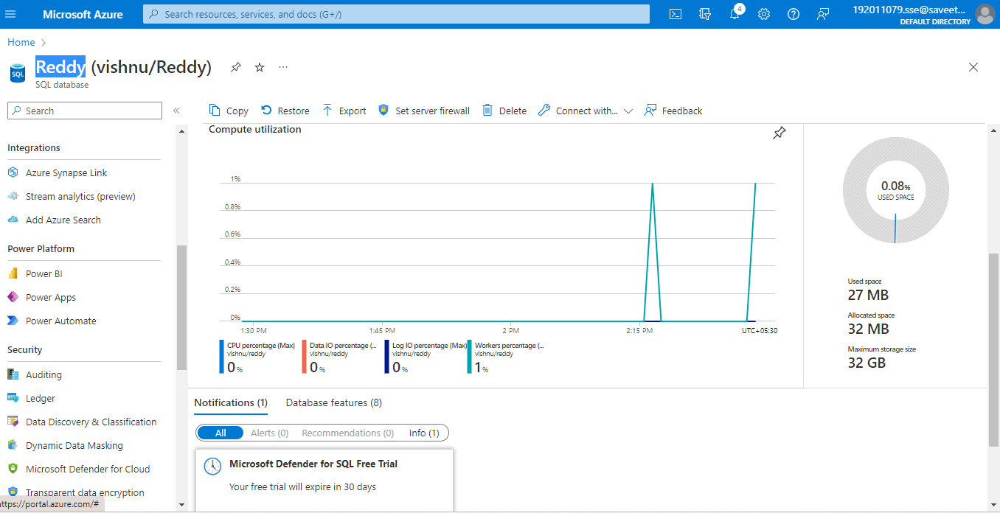 Microsoft Azure
Search resources, services, and docs (G+/)
4
192011079.sse@saveet...
DEFAULT DIRECTORY
Home
Reddy (vishnu/Reddy)
SQL
SQL database
Search
Copy
Restore
Export
Set server firewall
Delete
Connect with...
Feedback
Integrations
Azure Synapse Link
Stream analytics (preview)
Add Azure Search
Power Platform
Power BI
Power Apps
Power Automate
Security
Auditing
Ledger
Data Discovery & Classification
Dynamic Data Masking
Microsoft Defender for Cloud
Transparent data encryption
ttps://portal.azure.com/#
Compute utilization
1%
0.8%
0.6%
0.4%
0.2%
0%
1:30 PM 1:45 PM 2 PM 2:15 PM UTC+05:30
CPU percentage (Max)
vishnu/reddy
0 %
Data IO percentage (...
vishnu/reddy
0 %
Log IO percentage (Max)
vishnu/reddy
0 %
Workers percentage (...
vishnu/reddy
1 %
0.08%
USED SPACE
Used space
27 MB
Allocated space
32 MB
Maximum storage size
32 GB
Notifications (1) Database features (8)
All Alerts (0) Recommendations (0) Info (1)
Microsoft Defender for SQL Free Trial
Your free trial will expire in 30 days